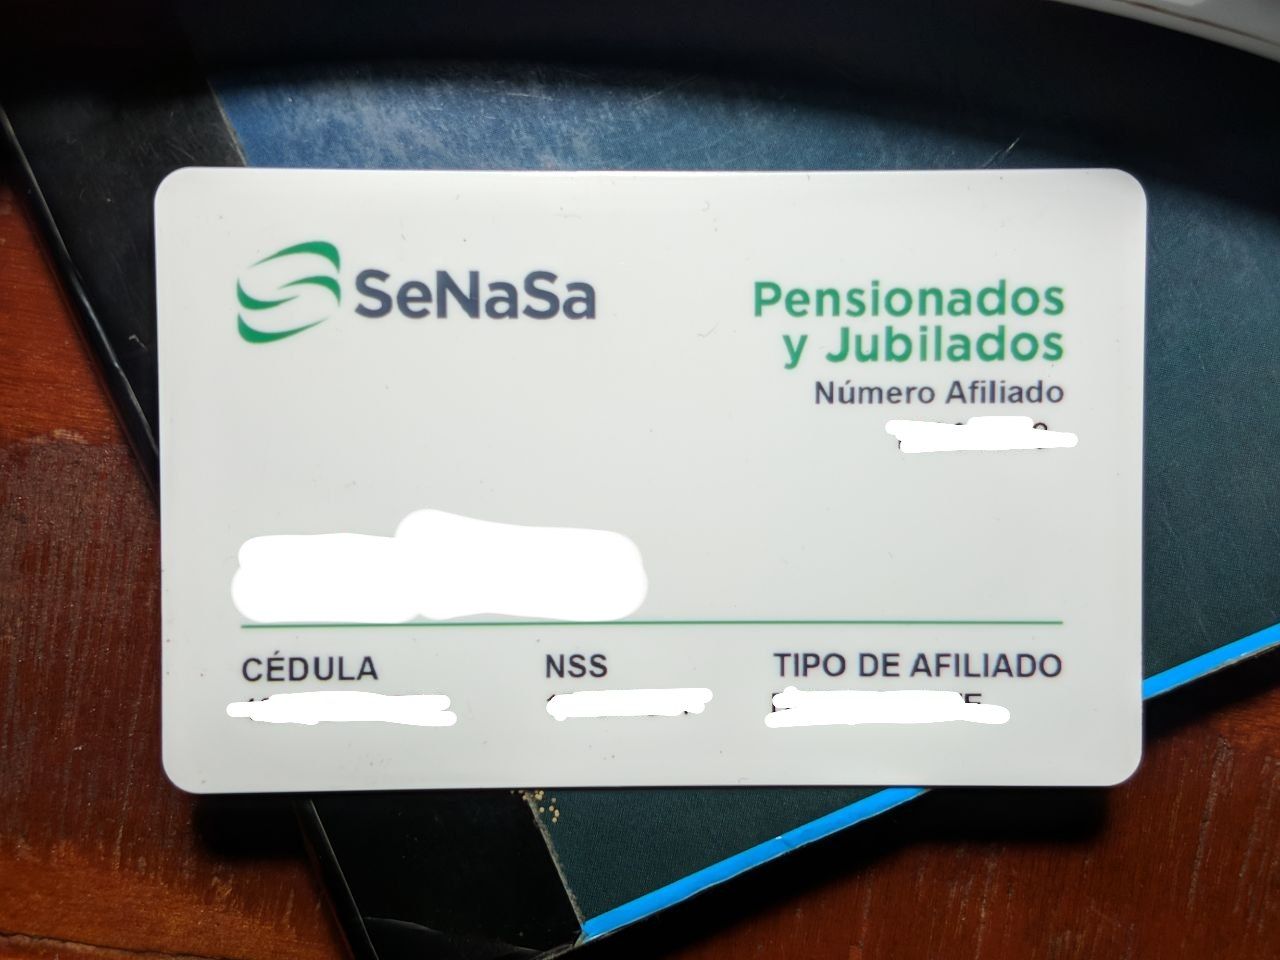 SeNaSa
Pensionados
y Jubilados
Número Afiliado
CÉDULA NSS TIPO DE AFILIADO